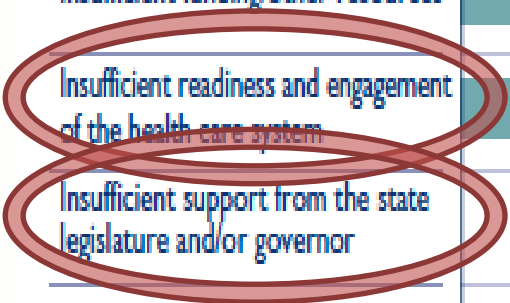 Insufficient readiness and engagement
of the health care system
Insufficient support from the state
legislature and/or governor